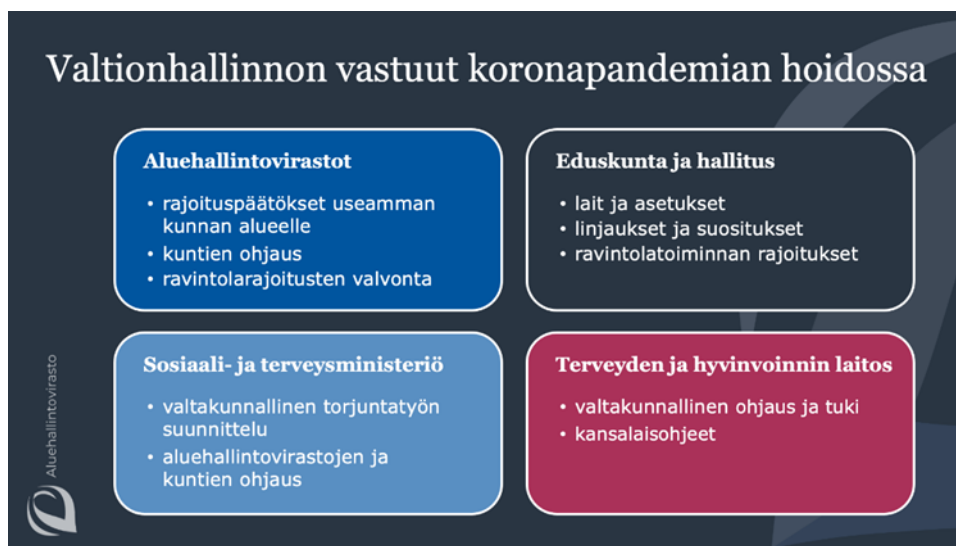 Valtionhallinnon vastuut koronapandemian hoidossa
Aluehallintovirastot
• rajoituspäätökset useamman
kunnan alueelle
• kuntien ohjaus
• ravintolarajoitusten valvonta
Eduskunta ja hallitus
• lait ja asetukset
• linjaukset ja suositukset
• ravintolatoiminnan rajoitukset
Sosiaali- ja terveysministeriö
• valtakunnallinen torjuntatyön
suunnittelu
• aluehallintovirastojen ja
kuntien ohjaus
Terveyden ja hyvinvoinnin laitos
• valtakunnallinen ohjaus ja tuki
• kansalaisohjeet
Aluehallintovirasto